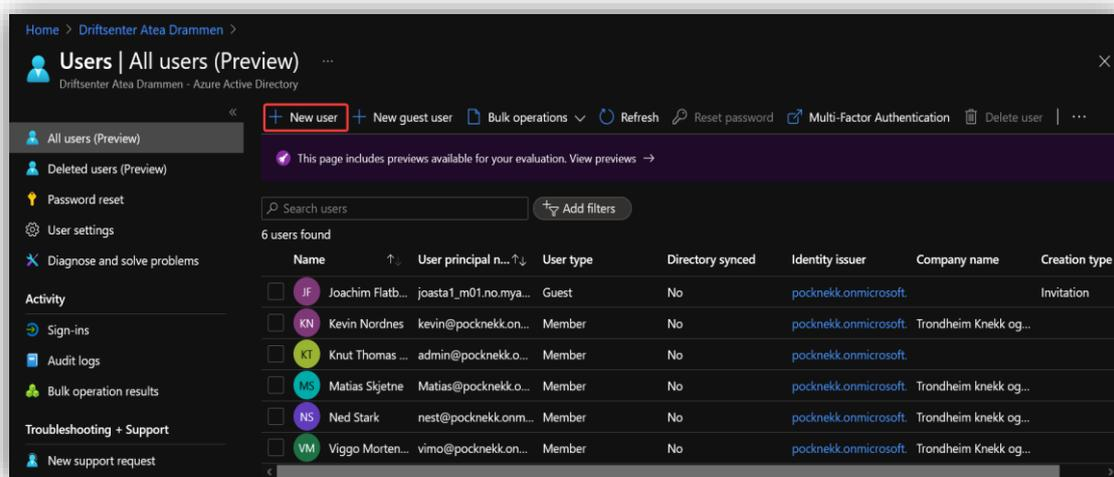 Home > Driftsenter Atea Drammen >
Users | All users (Preview) ...
Driftsenter Atea Drammen - Azure Active Directory
All users (Preview)
Deleted users (Preview)
Password reset
User settings
Diagnose and solve problems
Activity
Sign-ins
Audit logs
Bulk operation results
Troubleshooting + Support
New support request
New user New guest user Bulk operations Refresh Reset password Multi-Factor Authentication Delete user ...
This page includes previews available for your evaluation. View previews →
Search users Add filters
6 users found
Name User principal n... User type Directory synced Identity issuer Company name Creation type
JF Joachim Flatb... joasta1_m01.no.mya... Guest No pocknekk.onmicrosoft. Invitation
KN Kevin Nordnes kevin@pocknekk.on... Member No pocknekk.onmicrosoft. Trondheim Knekk og...
KT Knut Thomas ... admin@pocknekk.o... Member No pocknekk.onmicrosoft.
MS Matias Skjetne Matias@pocknekk.o... Member No pocknekk.onmicrosoft. Trondheim knekk og...
NS Ned Stark nest@pocknekk.onm... Member No pocknekk.onmicrosoft. Trondheim Knekk og...
VM Viggo Morten... vimo@pocknekk.on... Member No pocknekk.onmicrosoft. Trondheim Knekk og...